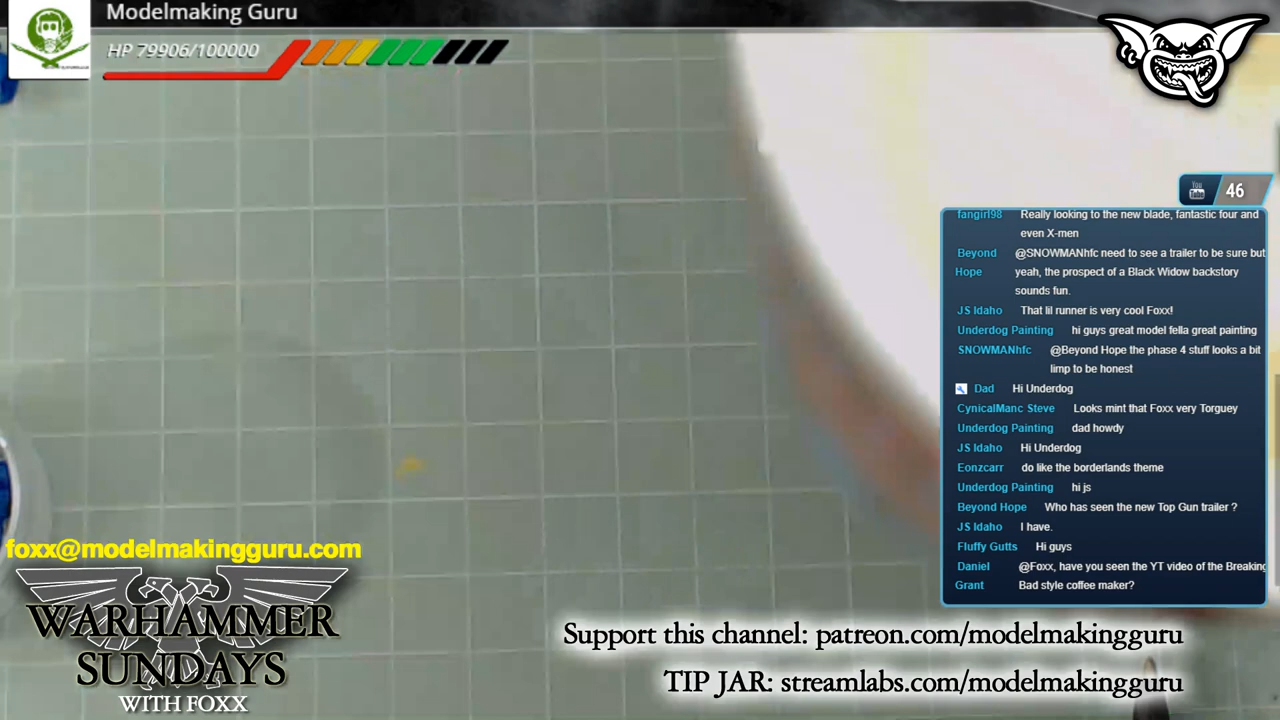 Modelmaking Guru
HP 79906/100000
You
Tube
46
fangirl98 Really looking to the new blade, fantastic four and
even X-men
Beyond @SNOWMANhfc need to see a trailer to be sure but
Hope yeah, the prospect of a Black Widow backstory
sounds fun.
JS Idaho That lil runner is very cool Foxx!
Underdog Painting hi guys great model fella great painting
SNOWMANhfc @Beyond Hope the phase 4 stuff looks a bit
limp to be honest
Dad Hi Underdog
CynicalManc Steve Looks mint that Foxx very Torguey
Underdog Painting dad howdy
JS Idaho Hi Underdog
Eonzcarr do like the borderlands theme
Underdog Painting hi js
Beyond Hope Who has seen the new Top Gun trailer ?
JS Idaho I have.
Fluffy Gutts Hi guys
Daniel @Foxx, have you seen the YT video of the Breaking
Grant Bad style coffee maker?
foxx@modelmakingguru.com
WARHAMMER
SUNDAYS
WITH FOXX
Support this channel: patreon.com/modelmakingguru
TIP JAR: streamlabs.com/modelmakingguru